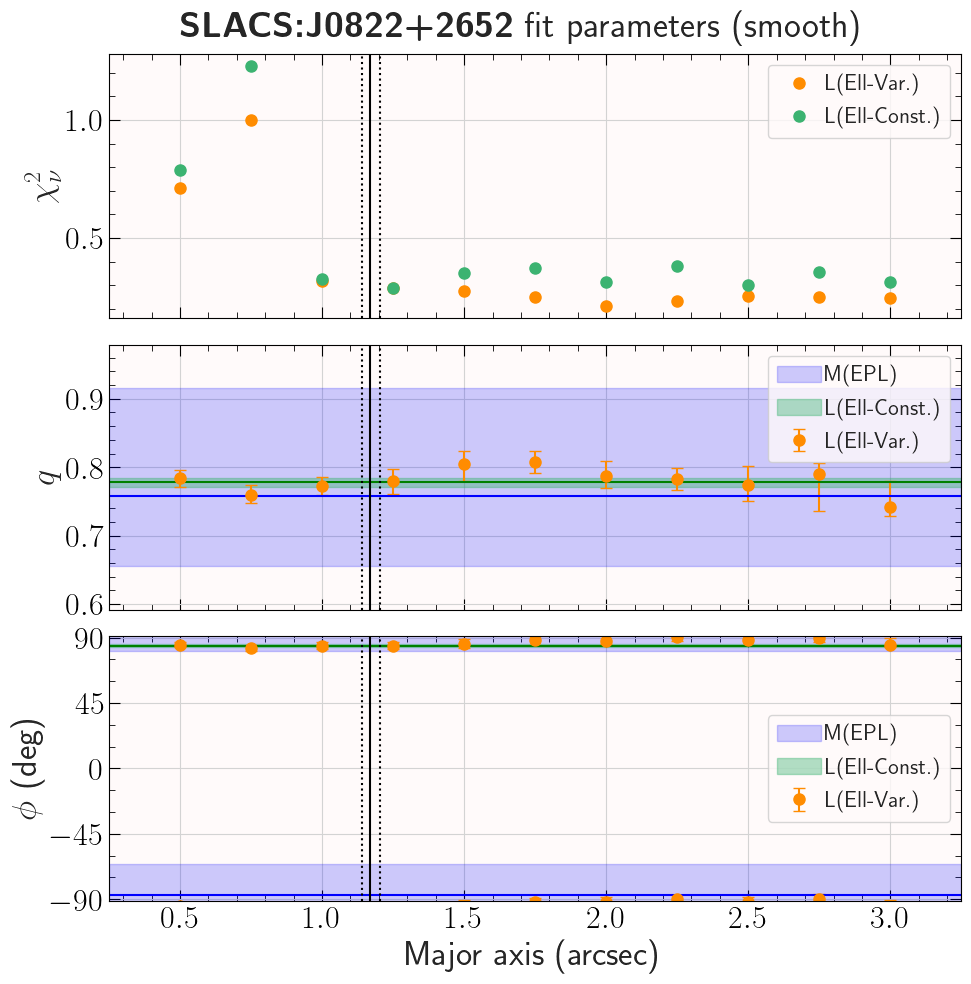 SLACS:J0822+2652 fit parameters (smooth)
L(Ell-Var.)
L(Ell-Const.)
1.0
0.5
χ²ᵥ
M(EPL)
L(Ell-Const.)
L(Ell-Var.)
0.9
0.8
0.7
0.6
q
90
45
0
−45
−90
ϕ (deg)
M(EPL)
L(Ell-Const.)
L(Ell-Var.)
0.5 1.0 1.5 2.0 2.5 3.0
Major axis (arcsec)